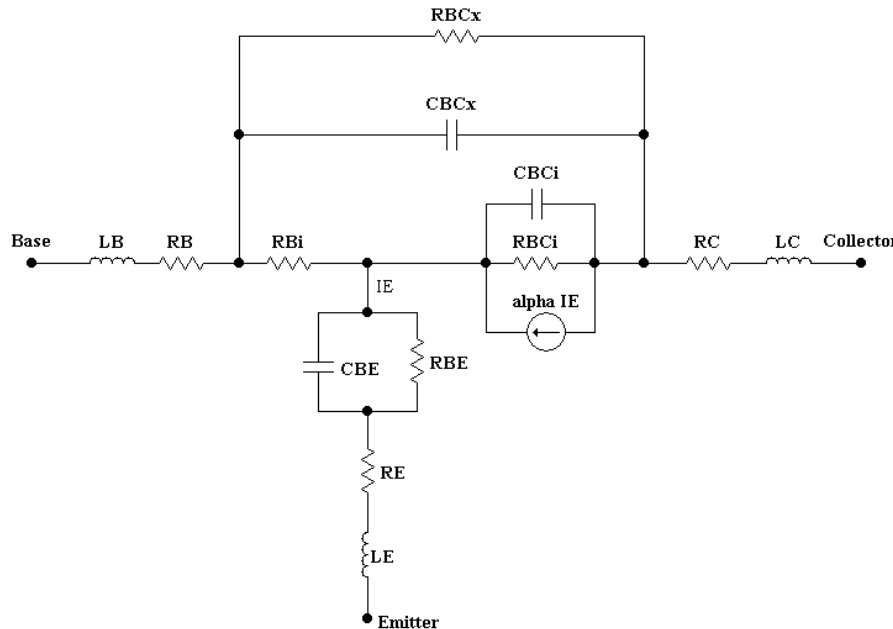 RBCx
CBCx
CBCi
Base
LB
RB
RBi
RBCi
RC
LC
Collector
IE
alpha IE
CBE
RBE
RE
LE
Emitter